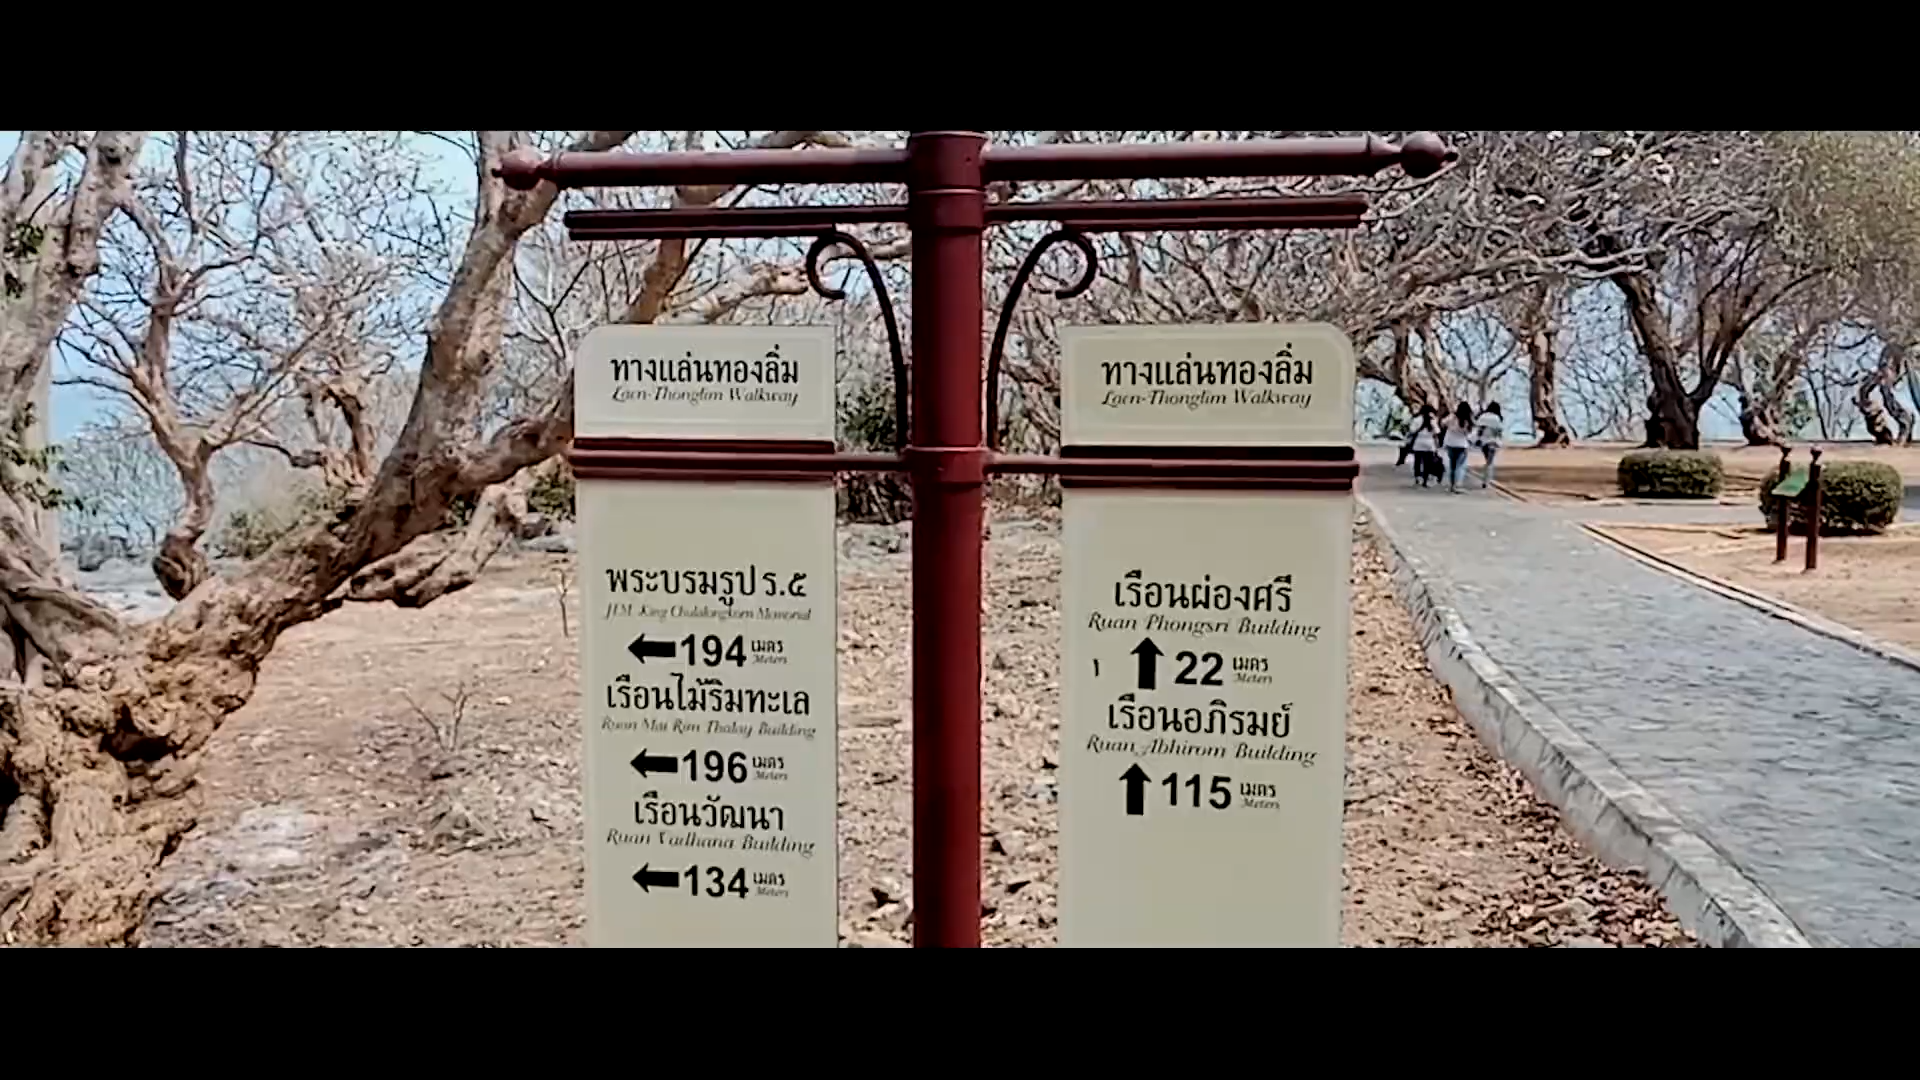 ทางแล่นทองลิ่ม
Laen-Thonglim Walkway
พระบรมรูป ร.๕
H.M. King Chulalongkorn Memorial
194 เมตร
Meters
เรือนไม้ริมทะเล
Ruan Mai Rim Thalay Building
196 เมตร
Meters
เรือนวัฒนา
Ruan Vadhana Building
134 เมตร
Meters
ทางแล่นทองลิ่ม
Laen-Thonglim Walkway
เรือนผ่องศรี
Ruan Phongsri Building
22 เมตร
Meters
เรือนอภิรมย์
Ruan Abhirom Building
115 เมตร
Meters